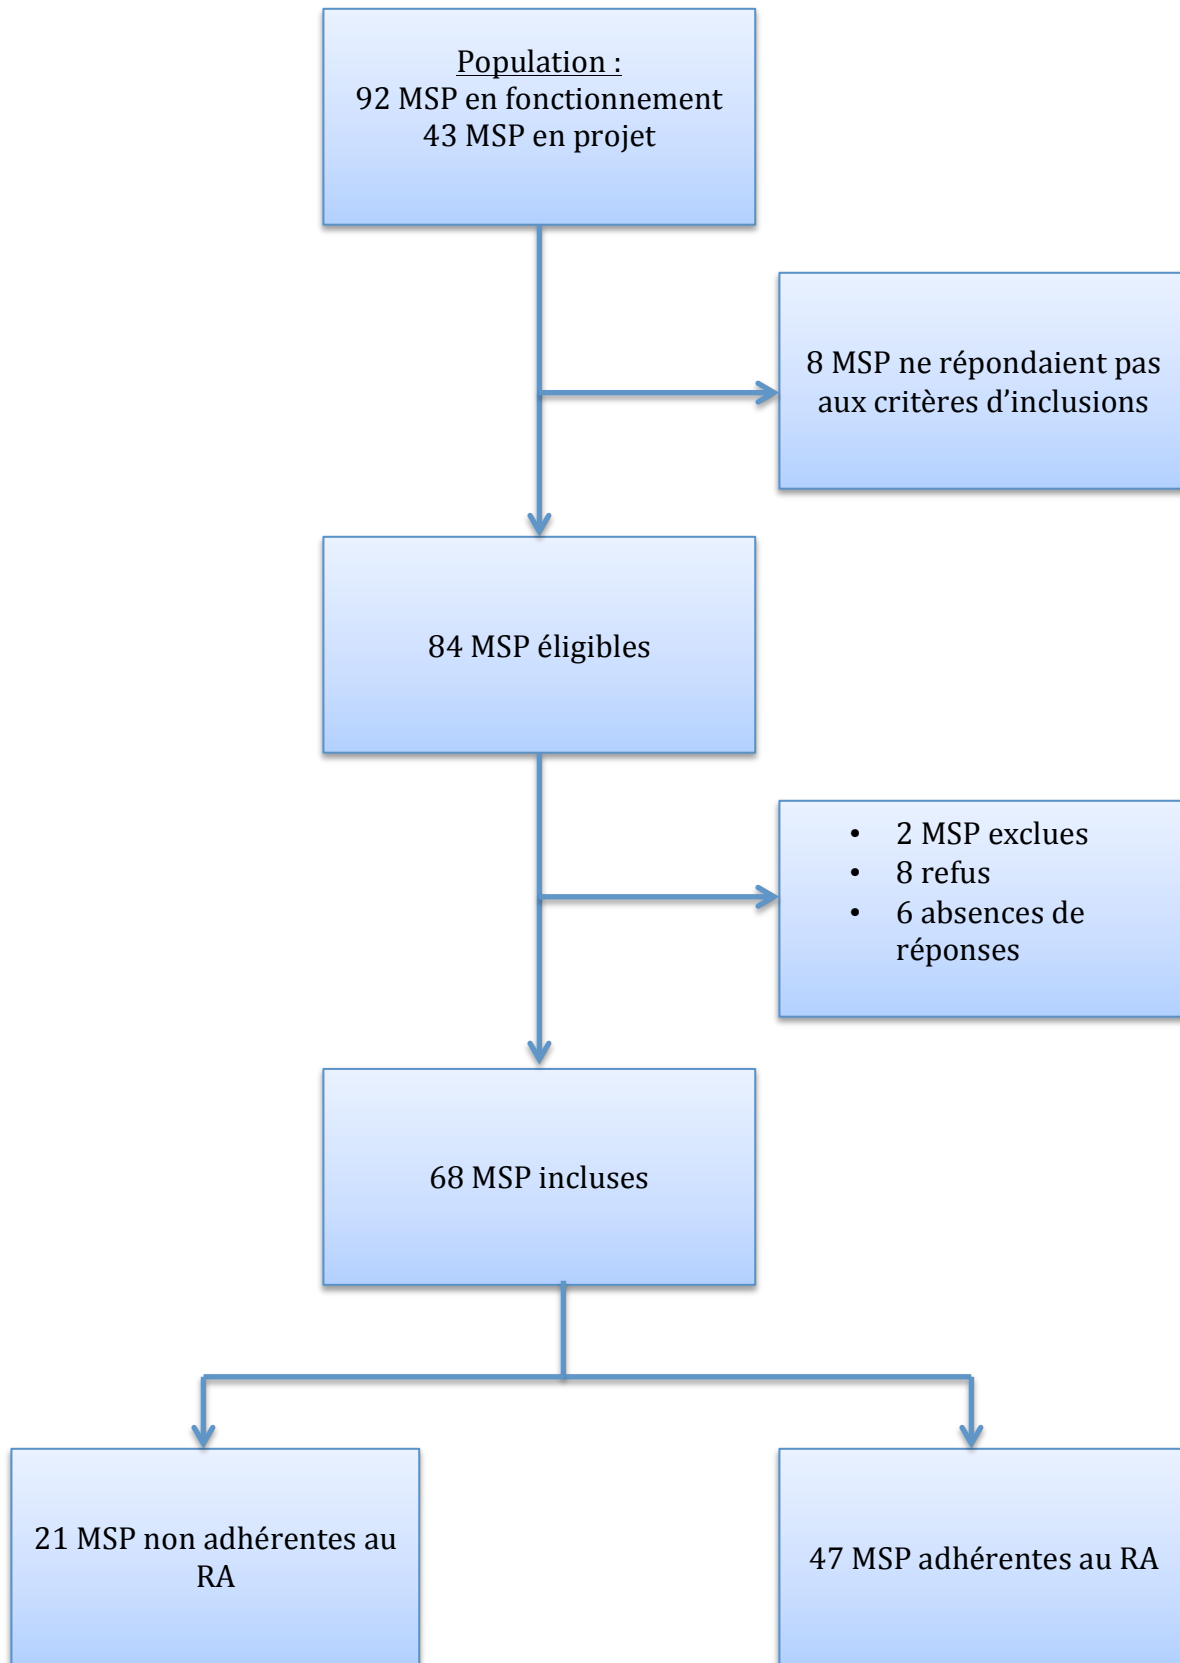 Population :
92 MSP en fonctionnement
43 MSP en projet
8 MSP ne répondaient pas
aux critères d’inclusions
84 MSP éligibles
• 2 MSP exclues
• 8 refus
• 6 absences de
réponses
68 MSP incluses
21 MSP non adhérentes au
RA
47 MSP adhérentes au RA